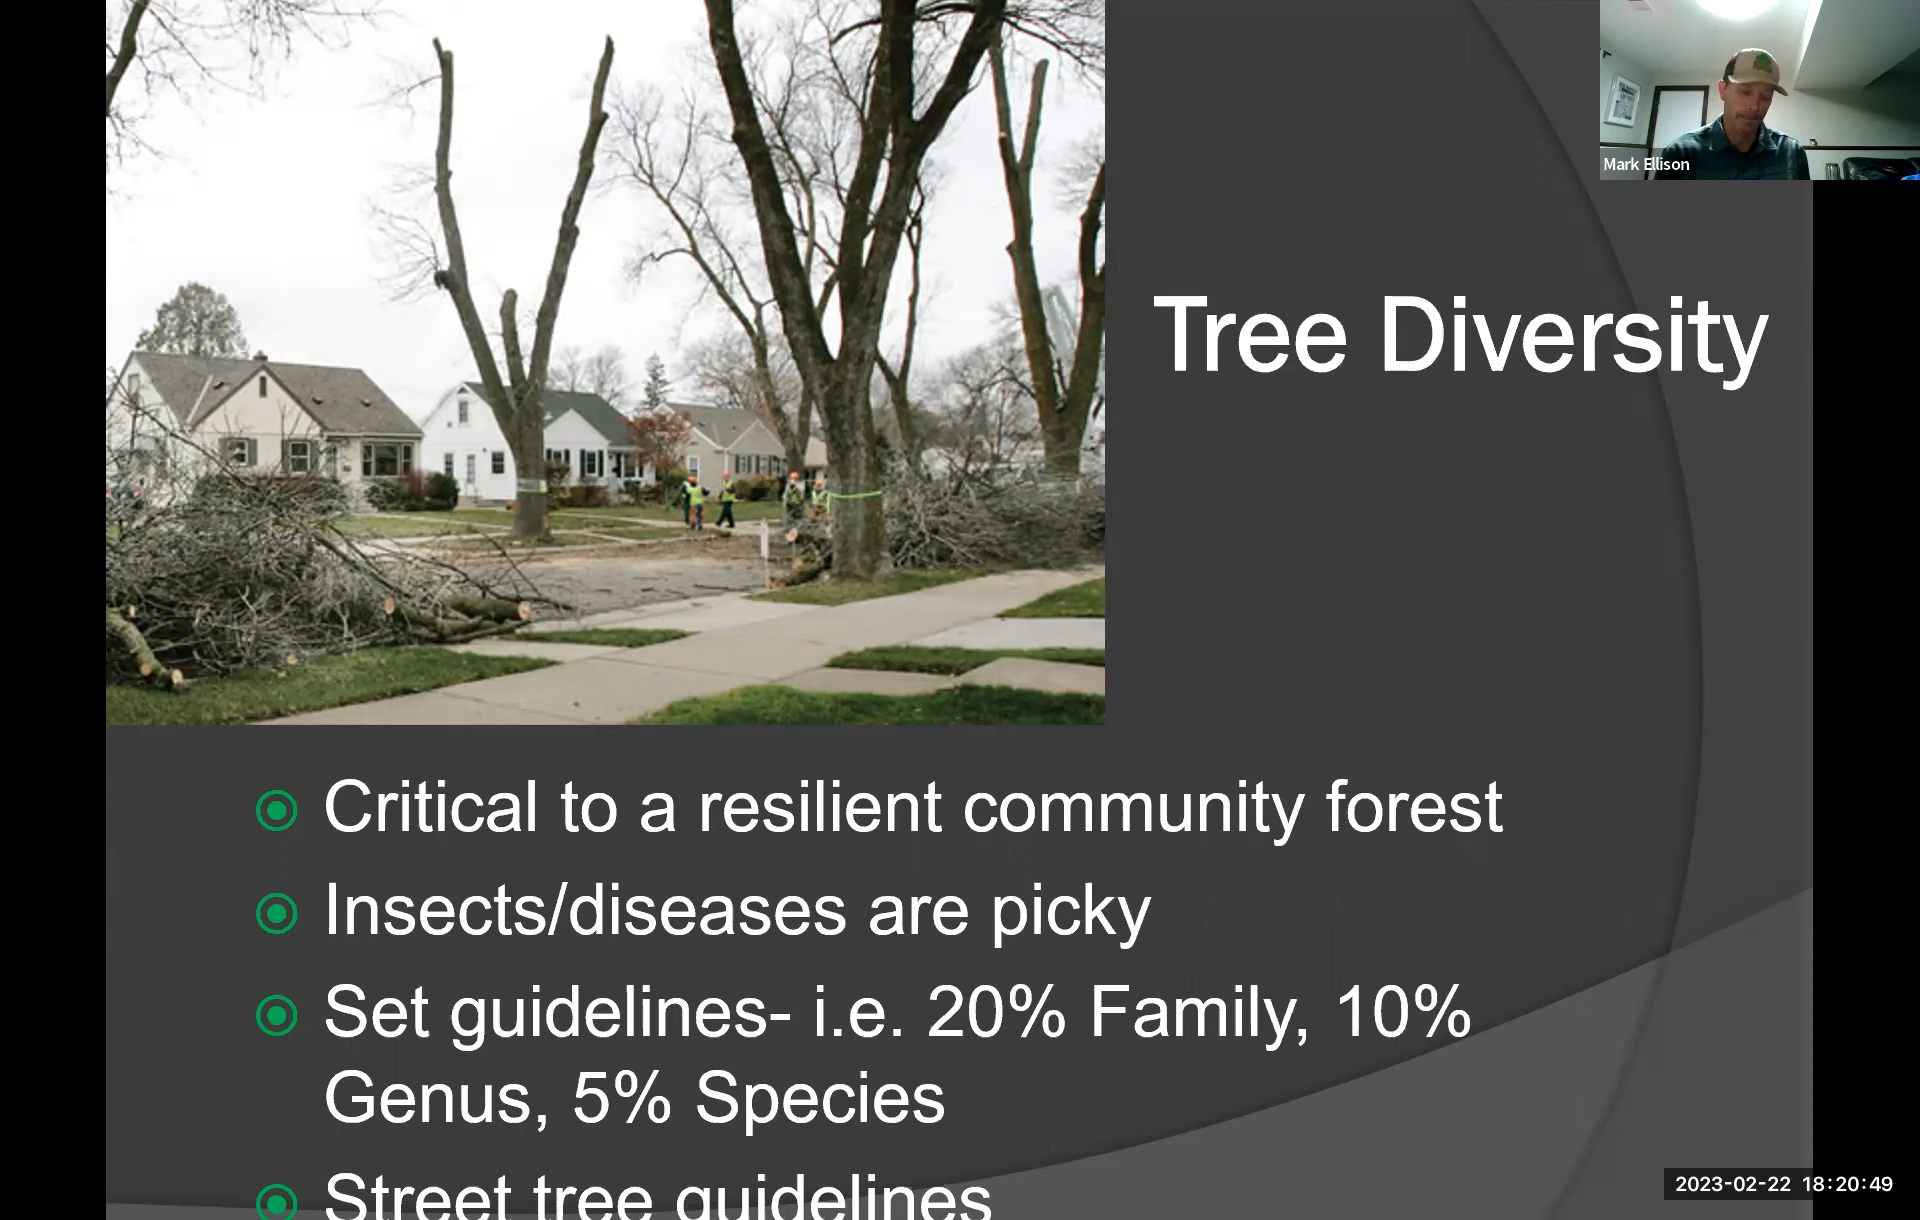 Mark Ellison
Tree Diversity
Critical to a resilient community forest
Insects/diseases are picky
Set guidelines- i.e. 20% Family, 10%
Genus, 5% Species
Street tree guidelines
2023-02-22 18:20:49